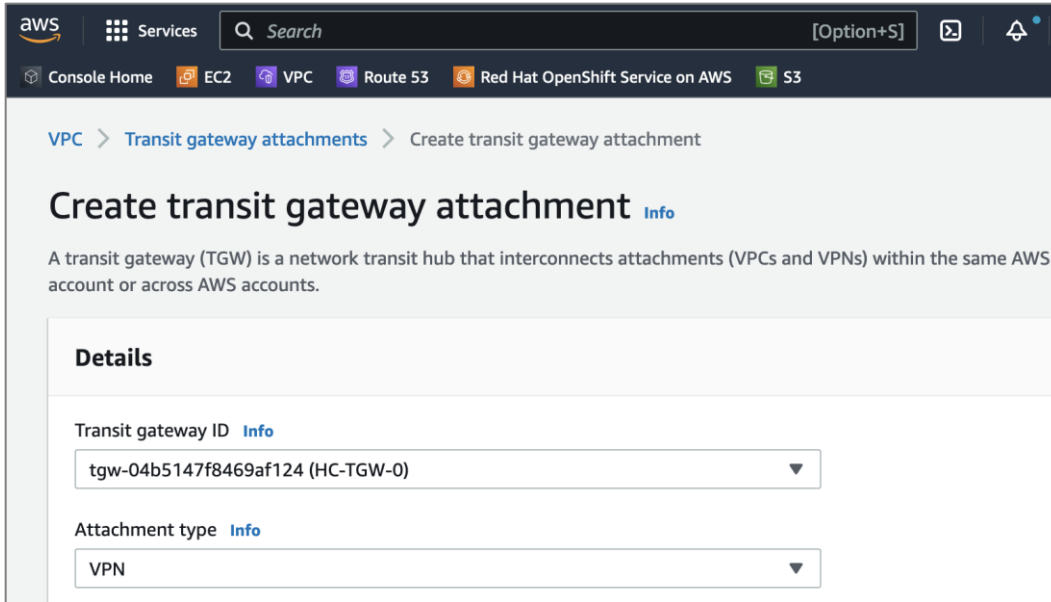 aws Services Search [Option+S]
Console Home EC2 VPC Route 53 Red Hat OpenShift Service on AWS S3
VPC > Transit gateway attachments > Create transit gateway attachment
Create transit gateway attachment Info
A transit gateway (TGW) is a network transit hub that interconnects attachments (VPCs and VPNs) within the same AWS
account or across AWS accounts.
Details
Transit gateway ID Info
tgw-04b5147f8469af124 (HC-TGW-0)
Attachment type Info
VPN